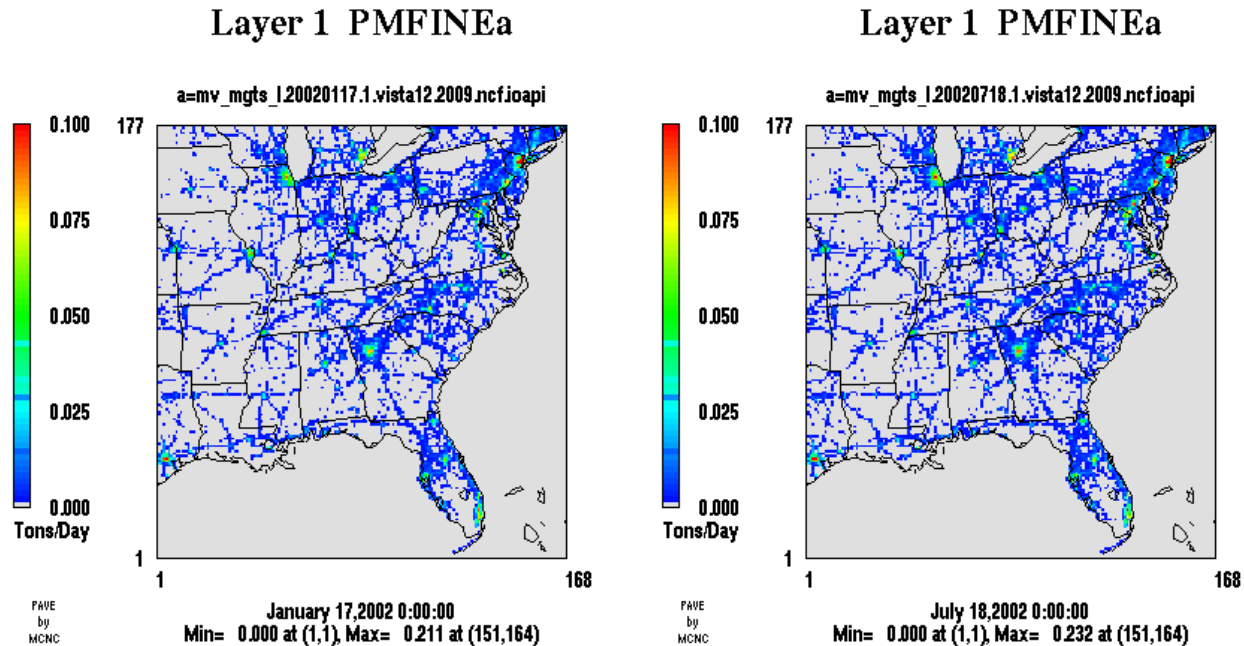 Layer 1 PMFINEa
a=mv_mgts_l.20020117.1.vista12.2009.ncf.ioapi
0.100
0.075
0.050
0.025
0.000
Tons/Day
177
1
1
168
PAVE
by
MCNC
January 17,2002 0:00:00
Min= 0.000 at (1,1), Max= 0.211 at (151,164)
Layer 1 PMFINEa
a=mv_mgts_l.20020718.1.vista12.2009.ncf.ioapi
0.100
0.075
0.050
0.025
0.000
Tons/Day
177
1
1
168
PAVE
by
MCNC
July 18,2002 0:00:00
Min= 0.000 at (1,1), Max= 0.232 at (151,164)